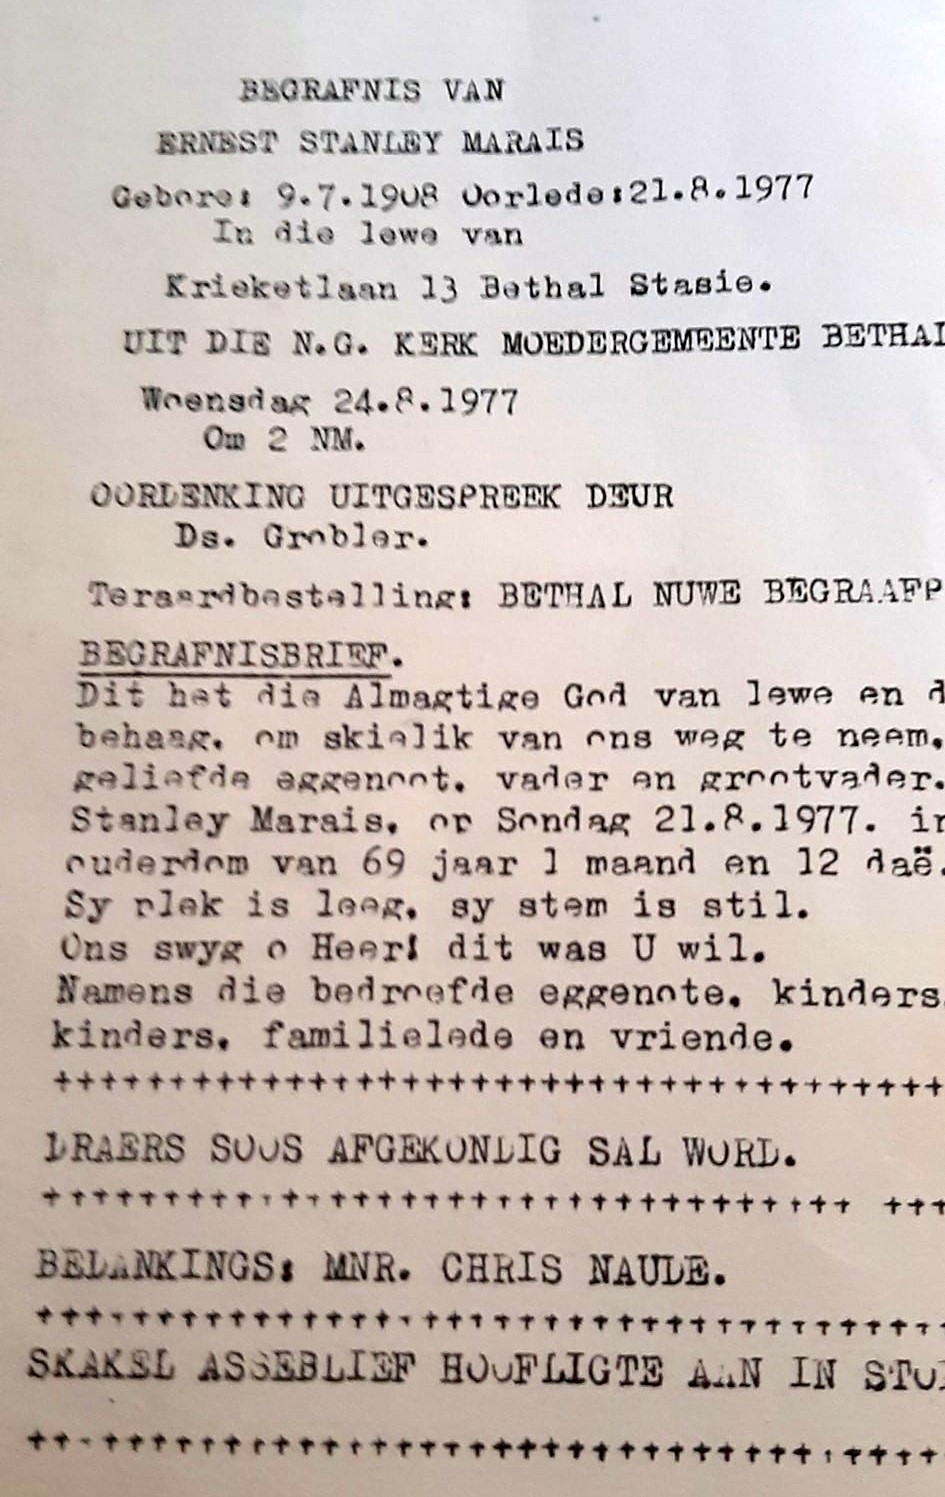 BEGRAFNIS VAN
ERNEST STANLEY MARAIS
Gebore: 9.7.1908 Oorlede:21.8.1977
In die lewe van
Krieketlaan 13 Bethal Stasie.
UIT DIE N.G. KERK MOEDERGEMEENTE BETHAL
Woensdag 24.8.1977
Om 2 NM.
OORDENKING UITGESPREEK DEUR
Ds. Grobler.
Teraardbestelling: BETHAL NUWE BEGRAAFP
BEGRAFNISBRIEF.
Dit het die Almagtige God van lewe en d
behaag, om skielik van ons weg te neem,
geliefde eggenoot, vader en grootvader.
Stanley Marais, op Sondag 21.8.1977. in
ouderdom van 69 jaar 1 maand en 12 daë.
Sy plek is leeg, sy stem is stil.
Ons swyg o Heer! dit was U wil.
Namens die bedroefde eggenote, kinders
kinders, familielede en vriende.
DRAERS SOOS AFGEKONDIG SAL WORD.
BEDANKINGS: MNR. CHRIS NAUDE.
SKAKEL ASSEBLIEF HOOFLIGTE AAN IN STO